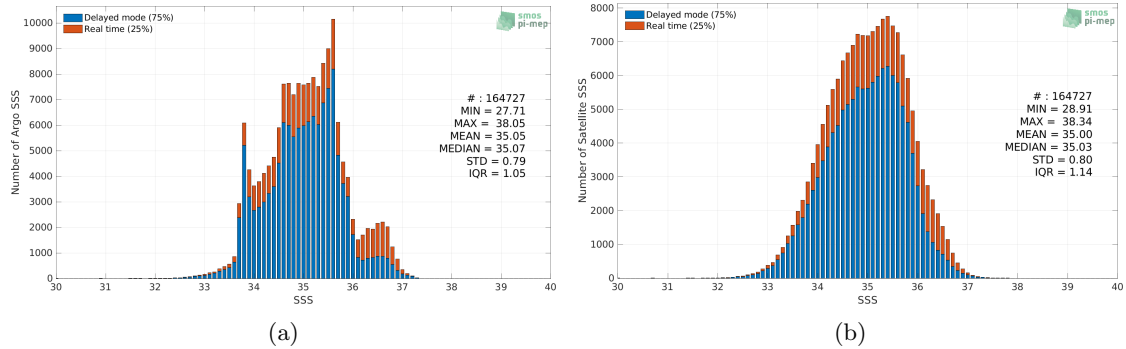 Delayed mode (75%)
Real time (25%)
smos
pi-mep
10000
9000
8000
7000
6000
5000
4000
3000
2000
1000
0
Number of Argo SSS
# : 164727
MIN = 27.71
MAX = 38.05
MEAN = 35.05
MEDIAN = 35.07
STD = 0.79
IQR = 1.05
30 31 32 33 34 35 36 37 38 39 40
SSS
(a)
Delayed mode (75%)
Real time (25%)
smos
pi-mep
8000
7000
6000
5000
4000
3000
2000
1000
0
Number of Satellite SSS
# : 164727
MIN = 28.91
MAX = 38.34
MEAN = 35.00
MEDIAN = 35.03
STD = 0.80
IQR = 1.14
30 31 32 33 34 35 36 37 38 39 40
SSS
(b)